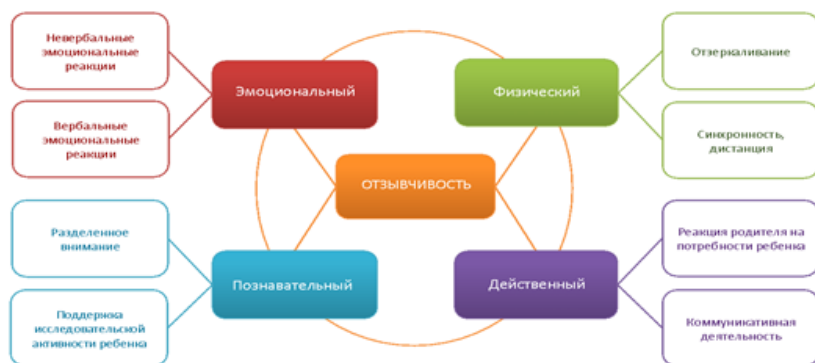 Невербальные
эмоциональные
реакции
Вербальные
эмоциональные
реакции
Эмоциональный
Физический
Отзеркаливание
Синхронность,
дистанция
ОТЗЫВЧИВОСТЬ
Разделенное
внимание
Поддержка
исследовательской
активности ребенка
Познавательный
Действенный
Реакция родителя на
потребности ребенка
Коммуникативная
деятельность